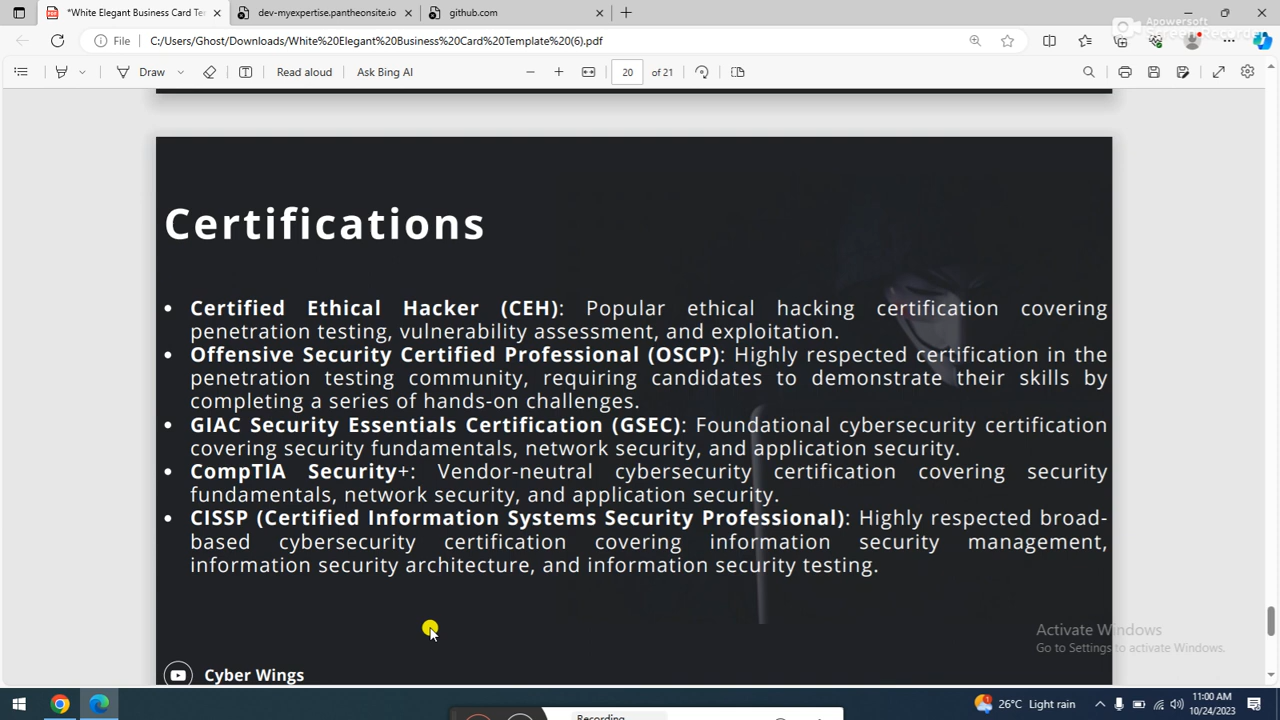 *White Elegant Business Card Te
dev-myexpertise.pantheonsite.io
github.com
Apowersoft
Screen Recorder
File
C:/Users/Ghost/Downloads/White%20Elegant%20Business%20Card%20Template%20(6).pdf
Draw
Read aloud
Ask Bing AI
20
of 21
Certifications
• Certified Ethical Hacker (CEH): Popular ethical hacking certification covering
penetration testing, vulnerability assessment, and exploitation.
• Offensive Security Certified Professional (OSCP): Highly respected certification in the
penetration testing community, requiring candidates to demonstrate their skills by
completing a series of hands-on challenges.
• GIAC Security Essentials Certification (GSEC): Foundational cybersecurity certification
covering security fundamentals, network security, and application security.
• CompTIA Security+: Vendor-neutral cybersecurity certification covering security
fundamentals, network security, and application security.
• CISSP (Certified Information Systems Security Professional): Highly respected broad-
based cybersecurity certification covering information security management,
information security architecture, and information security testing.
Activate Windows
Go to Settings to activate Windows.
Cyber Wings
26°C Light rain
11:00 AM
10/24/2023
Recording